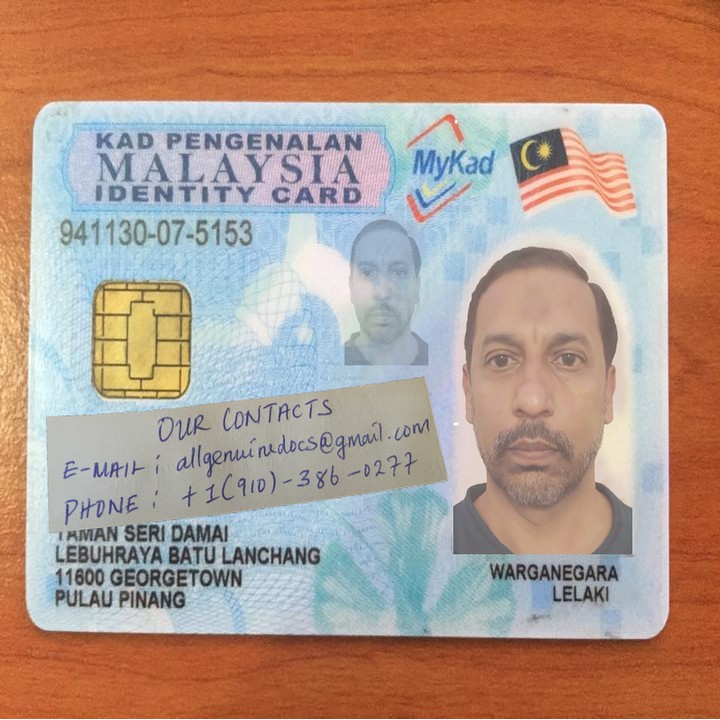 KAD PENGENALAN
MALAYSIA
IDENTITY CARD
MyKad
941130-07-5153
OUR CONTACTS
E-MAIL : allgenuinedocs@gmail.com
PHONE : +1(910)-386-0277
TAMAN SERI DAMAI
LEBUHRAYA BATU LANCHANG
11600 GEORGETOWN
PULAU PINANG
WARGANEGARA
LELAKI